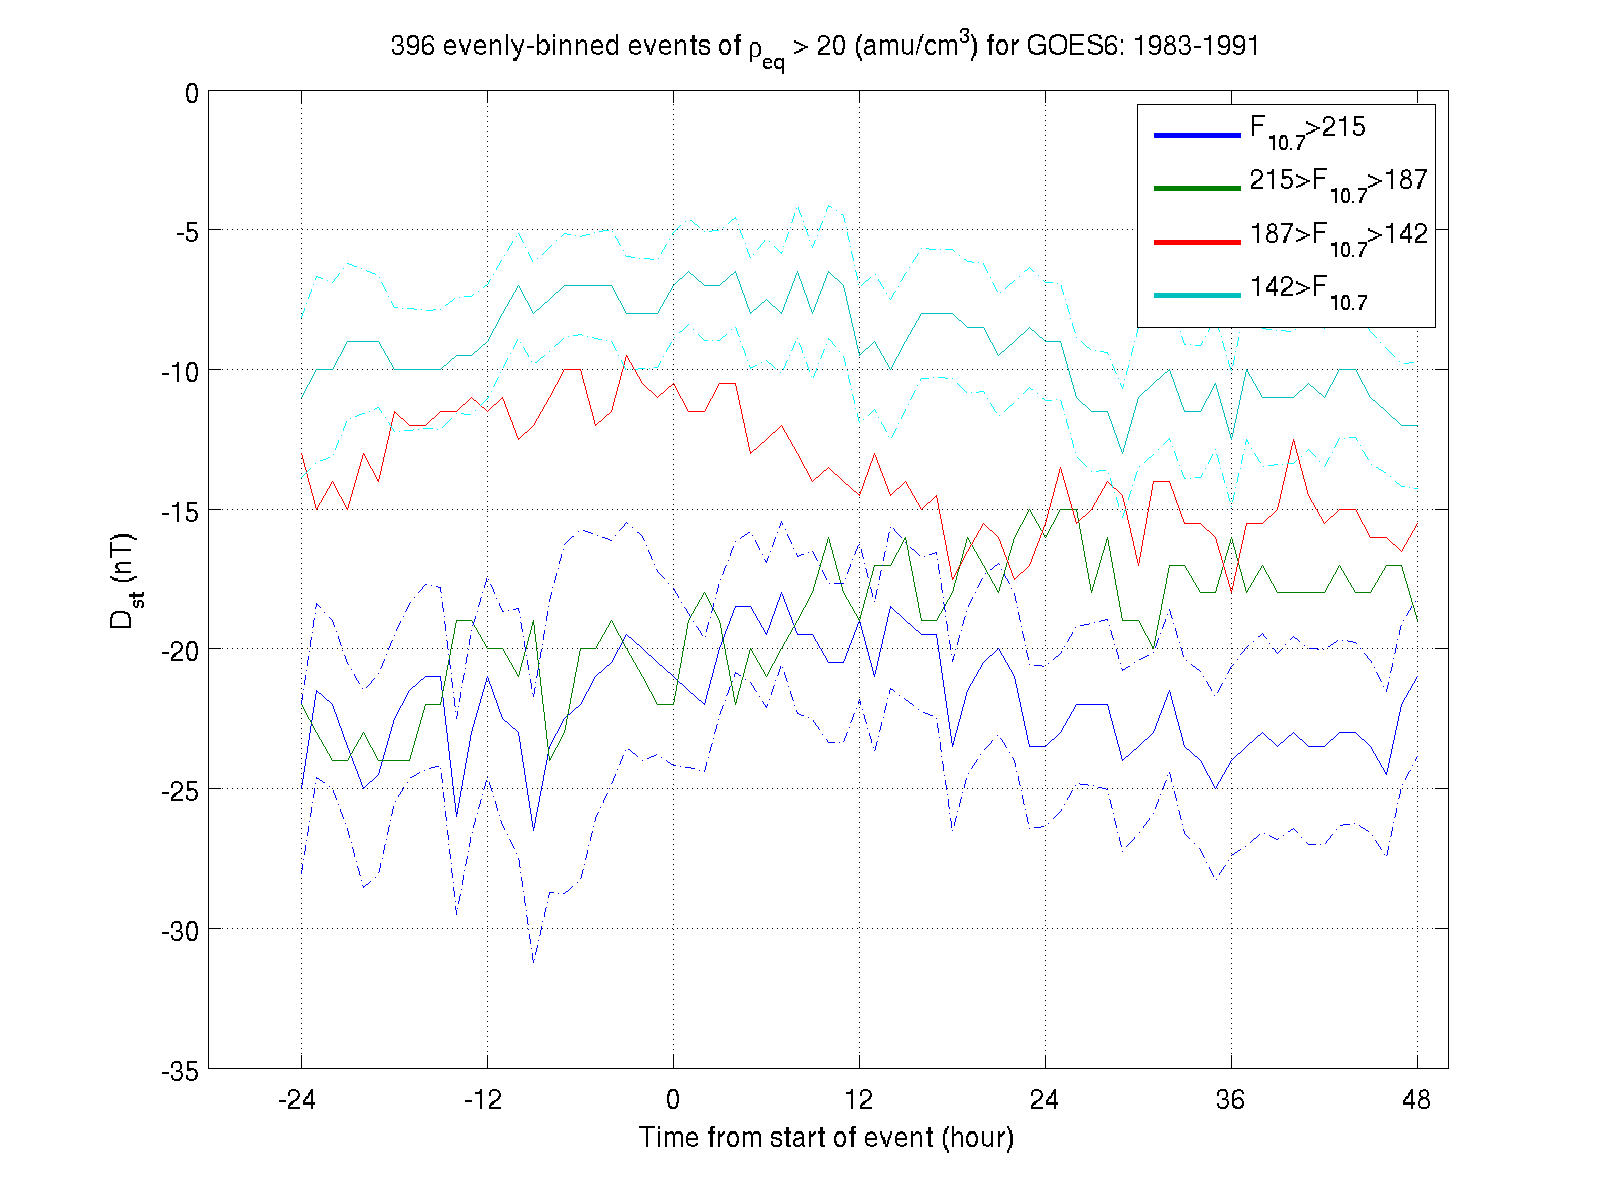 396 evenly-binned events of ρeq > 20 (amu/cm3) for GOES6: 1983-1991
0
-5
-10
-15
-20
-25
-30
-35
Dst (nT)
F10.7>215
215>F10.7>187
187>F10.7>142
142>F10.7
-24 -12 0 12 24 36 48
Time from start of event (hour)